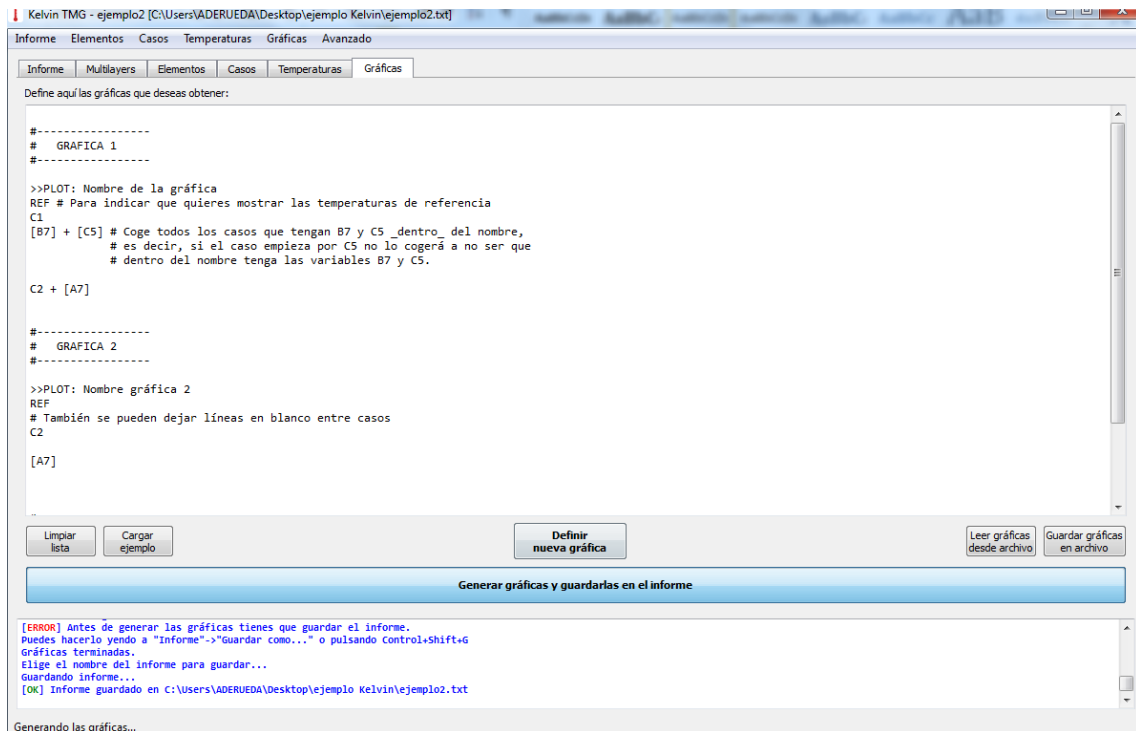 Kelvin TMG - ejemplo2 [C:\Users\ADERUEDA\Desktop\ejemplo Kelvin\ejemplo2.txt]
Informe Elementos Casos Temperaturas Gráficas Avanzado
Informe Multilayers Elementos Casos Temperaturas Gráficas
Define aquí las gráficas que deseas obtener:
#-----------------
# GRAFICA 1
#-----------------
>>PLOT: Nombre de la gráfica
REF # Para indicar que quieres mostrar las temperaturas de referencia
C1
[B7] + [C5] # Coge todos los casos que tengan B7 y C5 _dentro_ del nombre,
# es decir, si el caso empieza por C5 no lo cogerá a no ser que
# dentro del nombre tenga las variables B7 y C5.
C2 + [A7]
#-----------------
# GRAFICA 2
#-----------------
>>PLOT: Nombre gráfica 2
REF
# También se pueden dejar líneas en blanco entre casos
C2
[A7]
Limpiar lista
Cargar ejemplo
Definir nueva gráfica
Leer gráficas desde archivo
Guardar gráficas en archivo
Generar gráficas y guardarlas en el informe
[ERROR] Antes de generar las gráficas tienes que guardar el informe.
Puedes hacerlo yendo a "Informe"->"Guardar como..." o pulsando Control+Shift+G
Gráficas terminadas.
Elige el nombre del informe para guardar...
Guardando informe...
[OK] Informe guardado en C:\Users\ADERUEDA\Desktop\ejemplo Kelvin\ejemplo2.txt
Generando las gráficas...